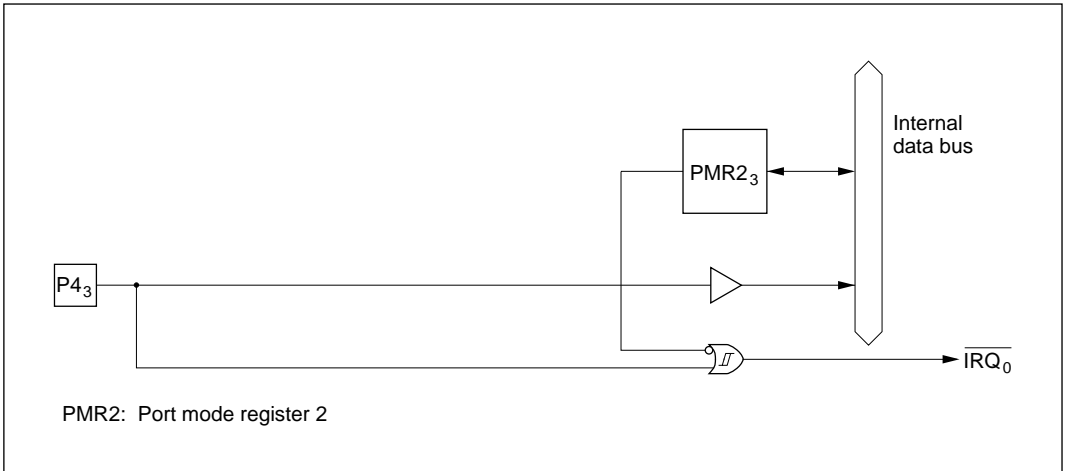 Internal
data bus
PMR2₃
P4₃
IRQ₀
PMR2: Port mode register 2